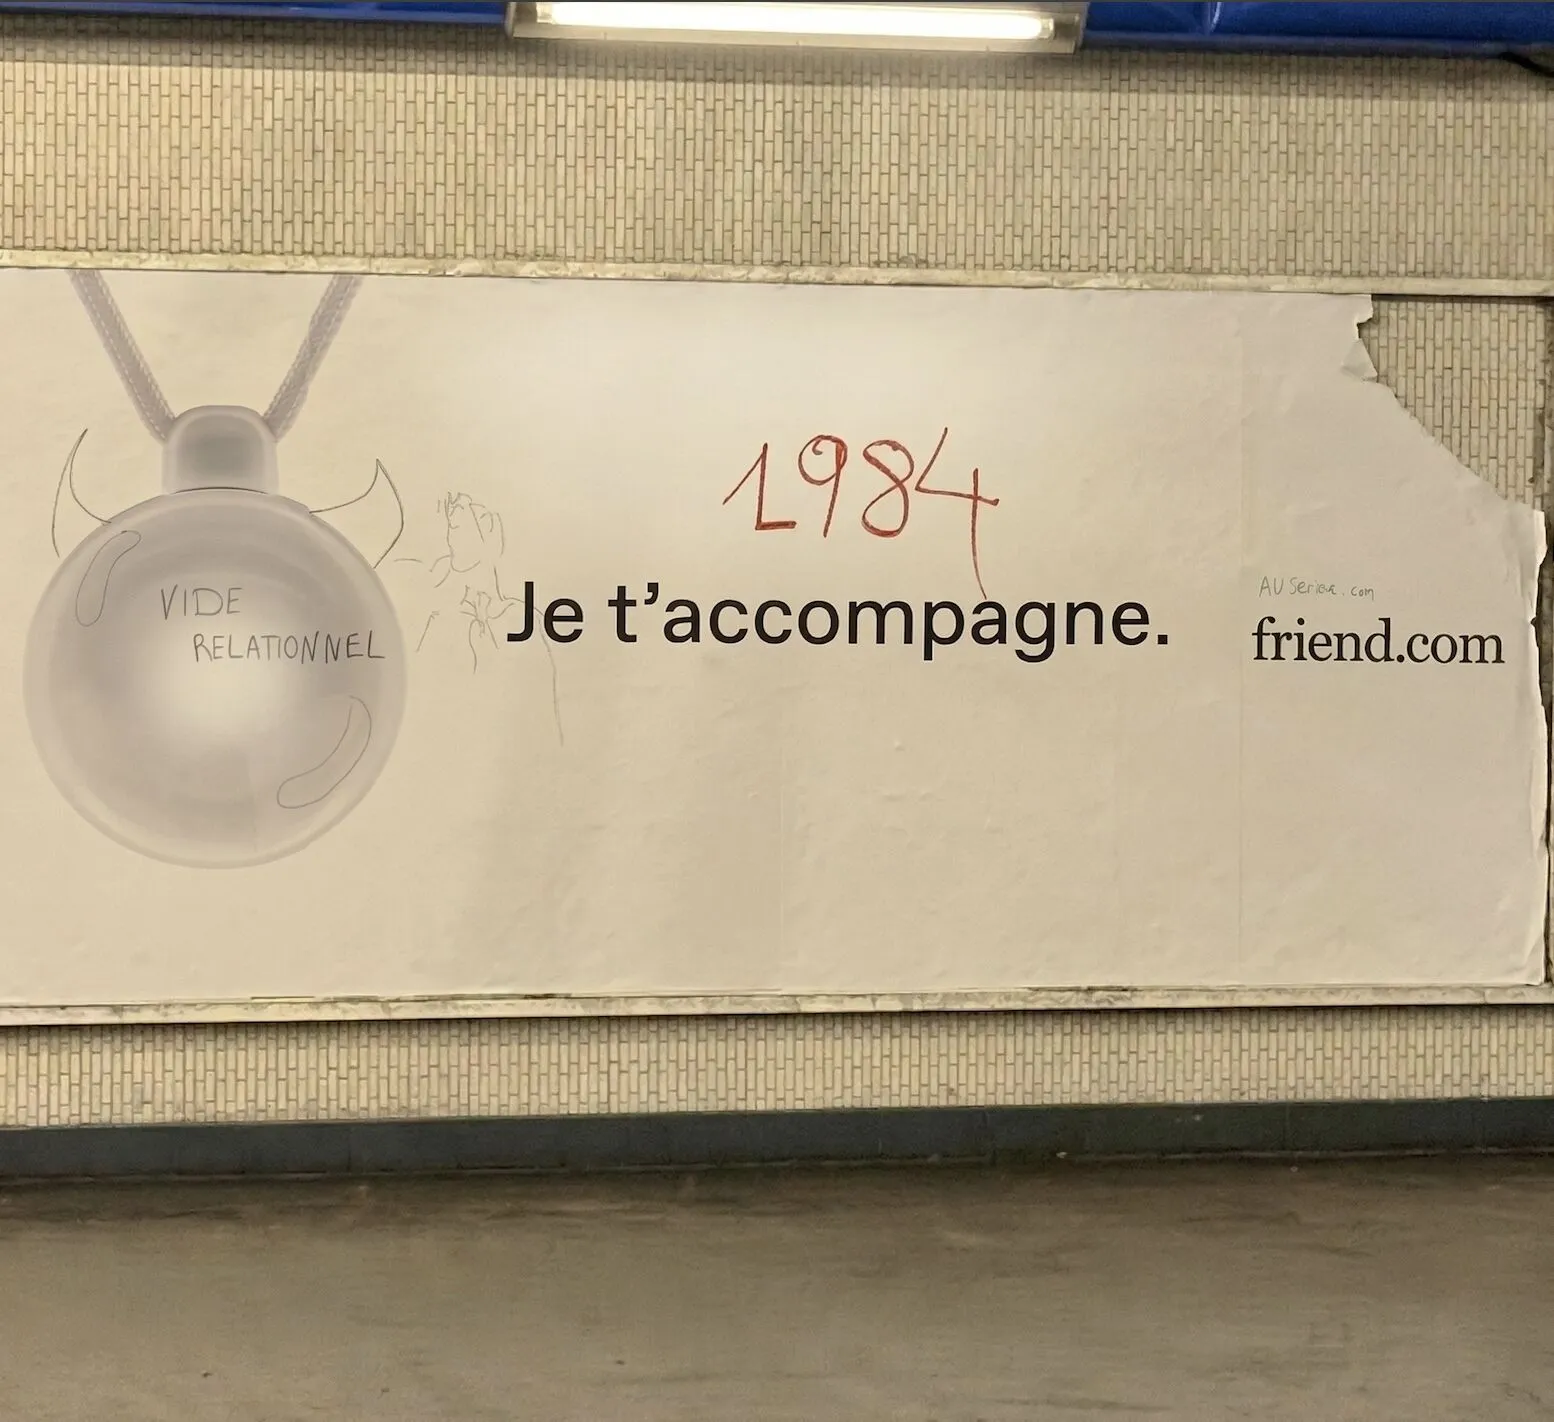 VIDE
RELATIONNEL
1984
Je t'accompagne.
friend.com